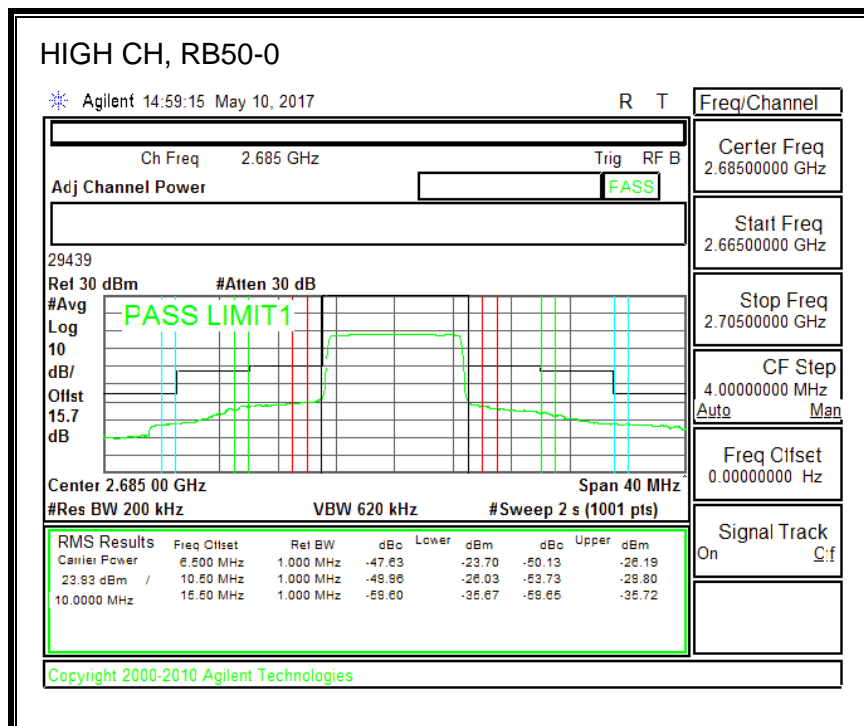 HIGH CH, RB50-0
Agilent 14:59:15 May 10, 2017 R T
Freq/Channel
Ch Freq 2.685 GHz Trig RF B
Center Freq
2.68500000 GHz
Adj Channel Power PASS
Start Freq
2.66500000 GHz
29439
Ref 30 dBm #Atten 30 dB
#Avg
Log
10
dB/
Offst
15.7
dB
PASS LIMIT1
Stop Freq
2.70500000 GHz
CF Step
4.00000000 MHz
Auto Man
Freq Offset
0.00000000 Hz
Center 2.685 00 GHz Span 40 MHz
#Res BW 200 kHz VBW 620 kHz #Sweep 2 s (1001 pts)
Signal Track
On Off
RMS Results Freq Offset Ref BW dBc Lower dBm dBc Upper dBm
Carrier Power 6.500 MHz 1.000 MHz -47.63 -23.70 -50.13 -26.19
23.93 dBm / 10.50 MHz 1.000 MHz -49.96 -26.03 -53.73 -29.80
10.0000 MHz 15.50 MHz 1.000 MHz -59.60 -35.67 -59.65 -35.72
Copyright 2000-2010 Agilent Technologies